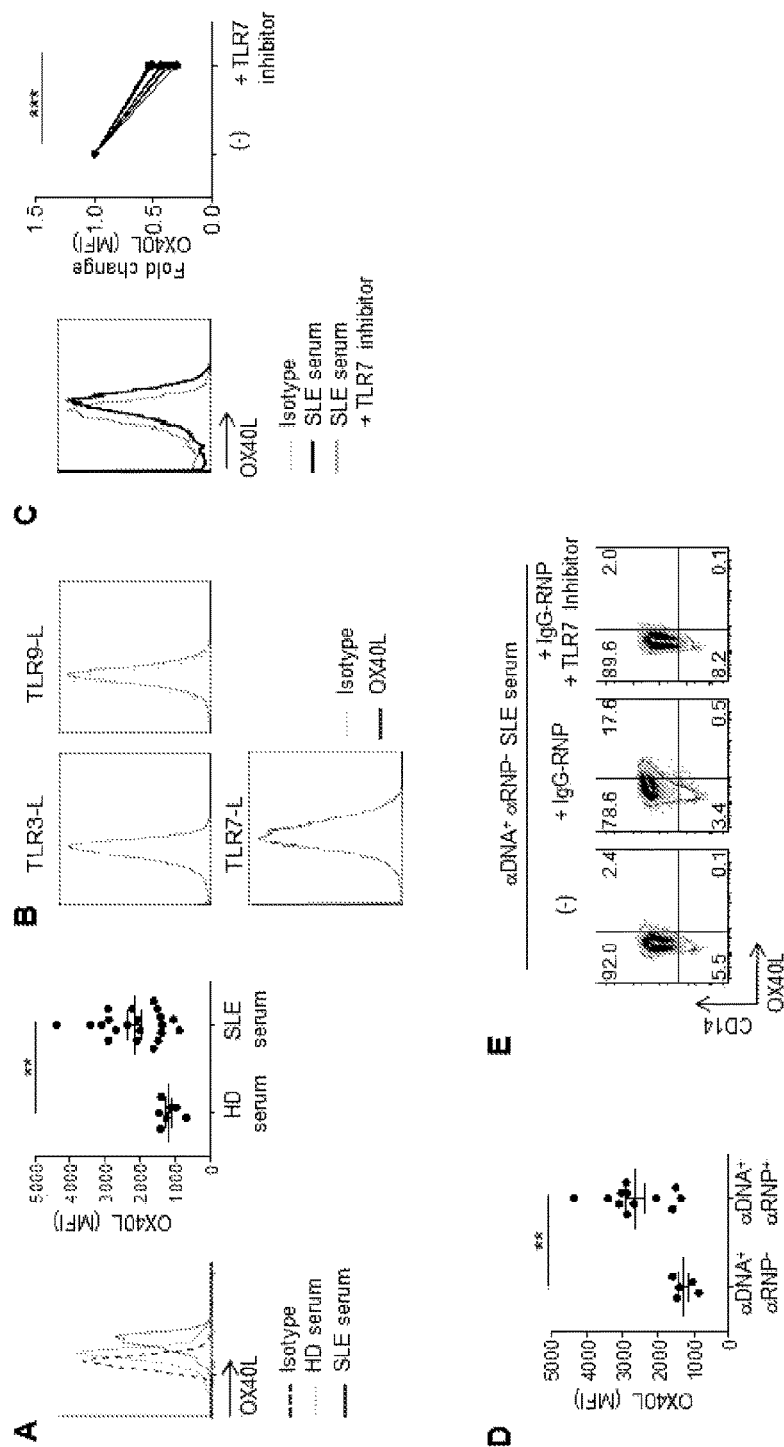 A
Isotype
HD serum
SLE serum
OX40L
OX40L (MFI)
5000
4000
3000
2000
1000
0
**
HD
serum
SLE
serum
B
TLR3-L
TLR9-L
TLR7-L
Isotype
OX40L
C
OX40L
Isotype
SLE serum
SLE serum
+ TLR7 inhibitor
Fold change
OX40L (MFI)
1.5
1.0
0.5
0.0
***
(-)
+ TLR7
inhibitor
D
OX40L (MFI)
5000
4000
3000
2000
1000
0
**
αDNA⁺
αRNP⁻
αDNA⁺
αRNP⁺
E
αDNA⁺ αRNP⁻ SLE serum
(-)
+ IgG-RNP
+ IgG-RNP
+ TLR7 Inhibitor
92.0 2.4
5.5 0.1
78.6 17.6
3.4 0.5
89.6 2.0
8.2 0.1
CD14
OX40L